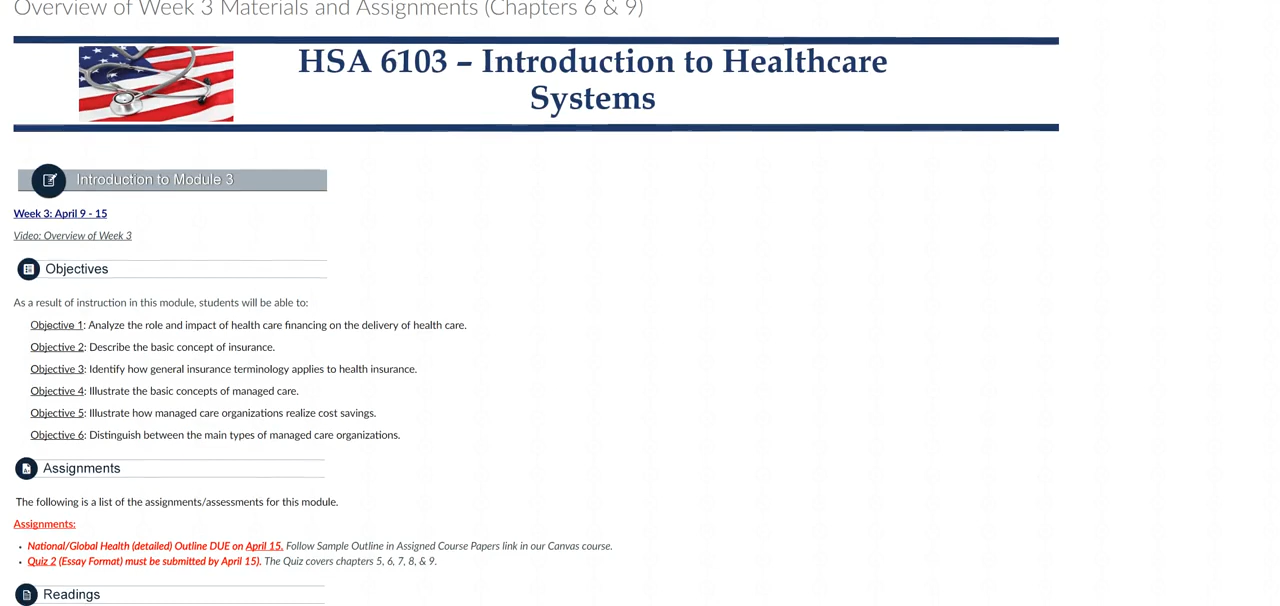 Overview of Week 3 Materials and Assignments (Chapters 6 & 9)
HSA 6103 – Introduction to Healthcare
Systems
Introduction to Module 3
Week 3: April 9 - 15
Video: Overview of Week 3
Objectives
As a result of instruction in this module, students will be able to:
Objective 1: Analyze the role and impact of health care financing on the delivery of health care.
Objective 2: Describe the basic concept of insurance.
Objective 3: Identify how general insurance terminology applies to health insurance.
Objective 4: Illustrate the basic concepts of managed care.
Objective 5: Illustrate how managed care organizations realize cost savings.
Objective 6: Distinguish between the main types of managed care organizations.
Assignments
The following is a list of the assignments/assessments for this module.
Assignments:
• National/Global Health (detailed) Outline DUE on April 15. Follow Sample Outline in Assigned Course Papers link in our Canvas course.
• Quiz 2 (Essay Format) must be submitted by April 15). The Quiz covers chapters 5, 6, 7, 8, & 9.
Readings